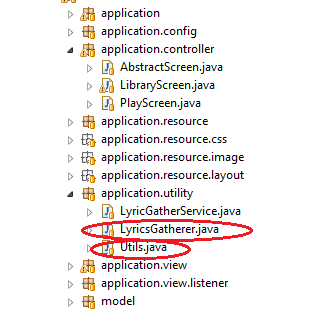 application
application.config
application.controller
AbstractScreen.java
LibraryScreen.java
PlayScreen.java
application.resource
application.resource.css
application.resource.image
application.resource.layout
application.utility
LyricGatherService.java
LyricsGatherer.java
Utils.java
application.view
application.view.listener
model